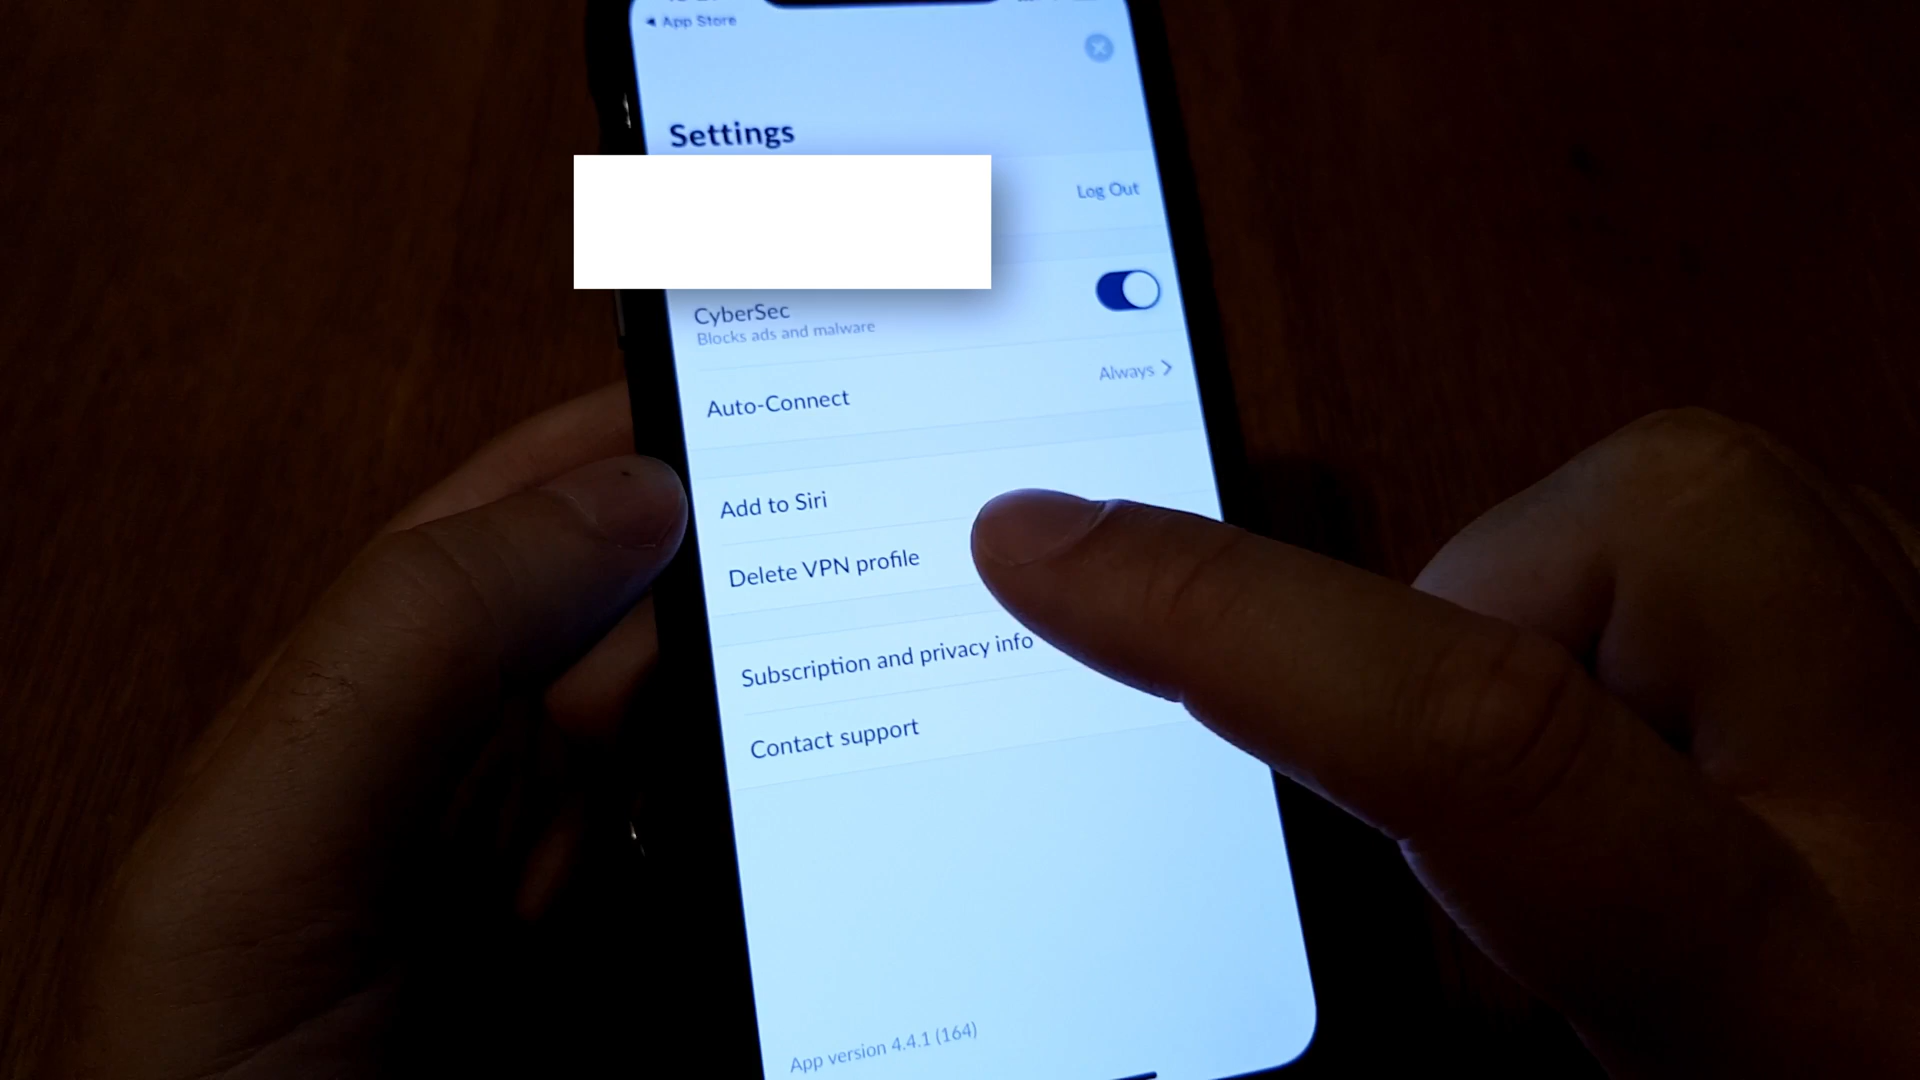 App Store
Settings
Log Out
CyberSec
Blocks ads and malware
Auto-Connect
Always
Add to Siri
Delete VPN profile
Subscription and privacy info
Contact support
App version 4.4.1 (164)